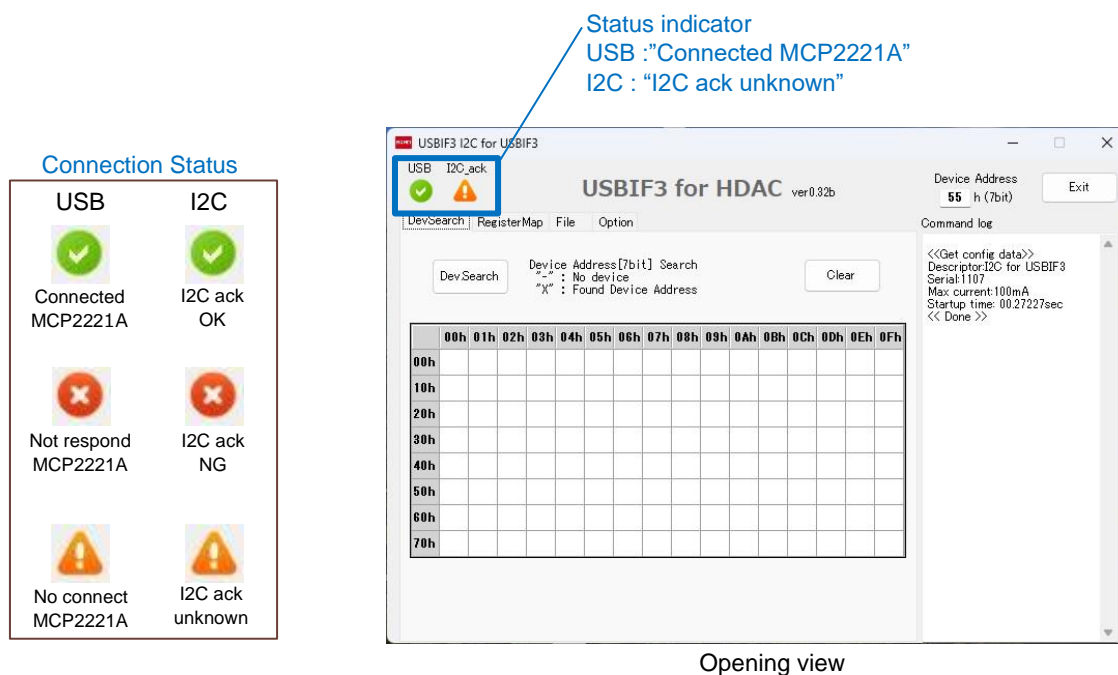 Status indicator
USB :”Connected MCP2221A”
I2C : “I2C ack unknown”
Connection Status
USB I2C
Connected MCP2221A
I2C ack OK
Not respond MCP2221A
I2C ack NG
No connect MCP2221A
I2C ack unknown
USBIF3 I2C for USBIF3
USB I2C_ack
USBIF3 for HDAC ver0.32b
Device Address
55 h (7bit)
Exit
DevSearch RegisterMap File Option
Command log
DevSearch
Device Address[7bit] Search
"-" : No device
"X" : Found Device Address
Clear
<<Get config data>>
Descriptor:I2C for USBIF3
Serial:1107
Max current:100mA
Startup time: 00.27227sec
<< Done >>
00h 01h 02h 03h 04h 05h 06h 07h 08h 09h 0Ah 0Bh 0Ch 0Dh 0Eh 0Fh
00h
10h
20h
30h
40h
50h
60h
70h
Opening view